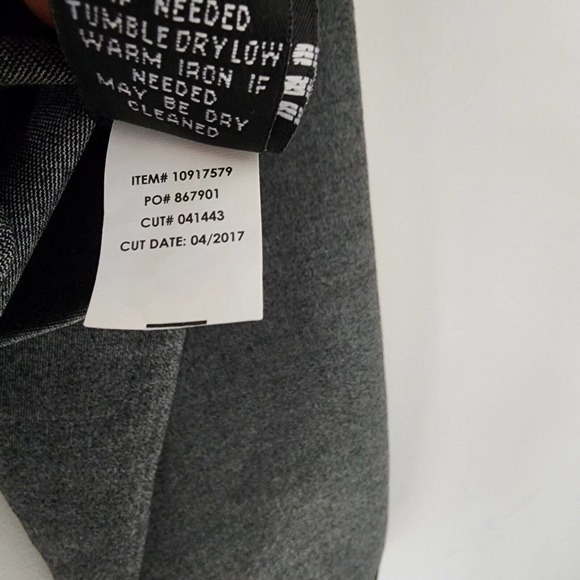 IF NEEDED
TUMBLE DRY LOW
WARM IRON IF
NEEDED
MAY BE DRY
CLEANED
ITEM# 10917579
PO# 867901
CUT# 041443
CUT DATE: 04/2017